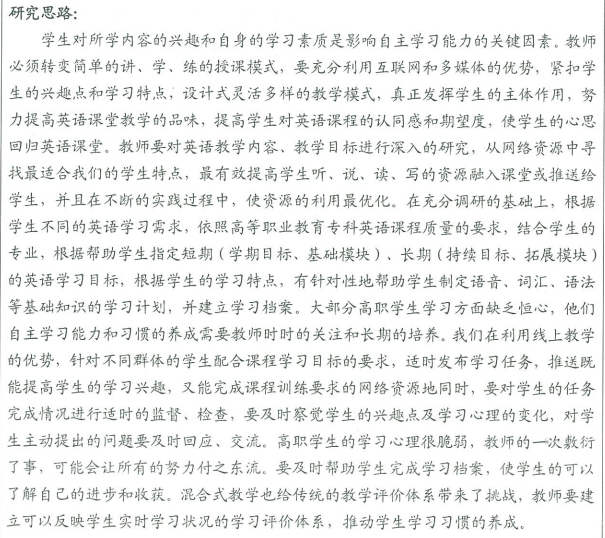 研究思路：
学生对所学内容的兴趣和自身的学习素质是影响自主学习能力的关键因素。教师
必须转变简单的讲、学、练的授课模式，要充分利用互联网和多媒体的优势，紧扣学
生的兴趣点和学习特点，设计式灵活多样的教学模式，真正发挥学生的主体作用，努
力提高英语课堂教学的品味，提高学生对英语课程的认同感和期望度，使学生的心思
回归英语课堂。教师要对英语教学内容、教学目标进行深入的研究，从网络资源中寻
找最适合我们的学生特点，最有效提高学生听、说、读、写的资源融入课堂或推送给
学生，并且在不断的实践过程中，使资源的利用最优化。在充分调研的基础上，根据
学生不同的英语学习需求，依照高等职业教育专科英语课程质量的要求，结合学生的
专业，根据帮助学生指定短期（学期目标、基础模块）、长期（持续目标、拓展模块）
的英语学习目标，根据学生的学习特点，有针对性地帮助学生制定语音、词汇、语法
等基础知识的学习计划，并建立学习档案。大部分高职学生学习方面缺乏恒心，他们
自主学习能力和习惯的养成需要教师时时的关注和长期的培养。我们在利用线上教学
的优势，针对不同群体的学生配合课程学习目标的要求，适时发布学习任务，推送既
能提高学生的学习兴趣，又能完成课程训练要求的网络资源地同时，要对学生的任务
完成情况进行适时的监督、检查，要及时察觉学生的兴趣点及学习心理的变化，对学
生主动提出的问题要及时回应、交流。高职学生的学习心理很脆弱，教师的一次敷衍
了事，可能会让所有的努力付之东流。要及时帮助学生完成学习档案，使学生的可以
了解自己的进步和收获。混合式教学也给传统的教学评价体系带来了挑战，教师要建
立可以反映学生实时学习状况的学习评价体系，推动学生学习习惯的养成。